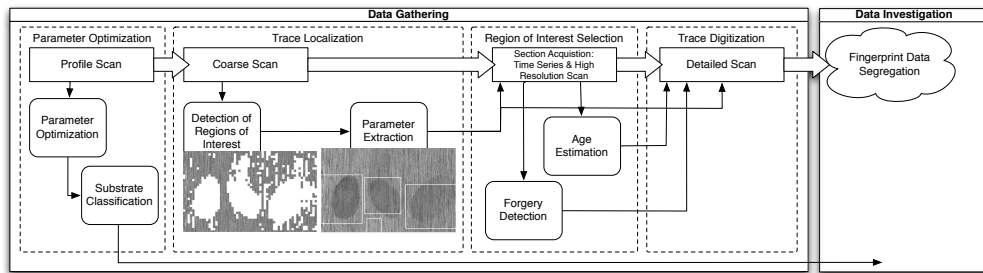 Data Gathering
Data Investigation
Parameter Optimization
Trace Localization
Region of Interest Selection
Trace Digitization
Profile Scan
Coarse Scan
Section Acquistion:
Time Series & High
Resolution Scan
Detailed Scan
Fingerprint Data
Segregation
Parameter
Optimization
Detection of
Regions of
Interest
Parameter
Extraction
Age
Estimation
Substrate
Classification
Forgery
Detection